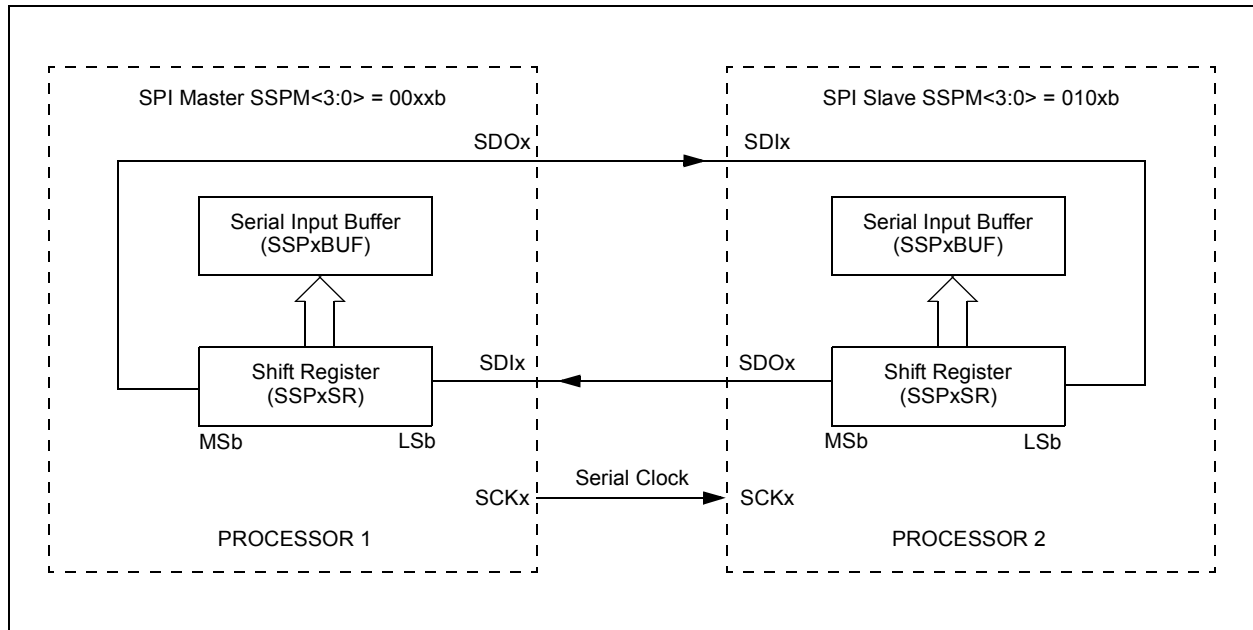 SPI Master SSPM<3:0> = 00xxb
SPI Slave SSPM<3:0> = 010xb
SDOx
SDIx
Serial Input Buffer
(SSPxBUF)
Serial Input Buffer
(SSPxBUF)
SDIx
SDOx
Shift Register
(SSPxSR)
Shift Register
(SSPxSR)
MSb
LSb
MSb
LSb
Serial Clock
SCKx
SCKx
PROCESSOR 1
PROCESSOR 2